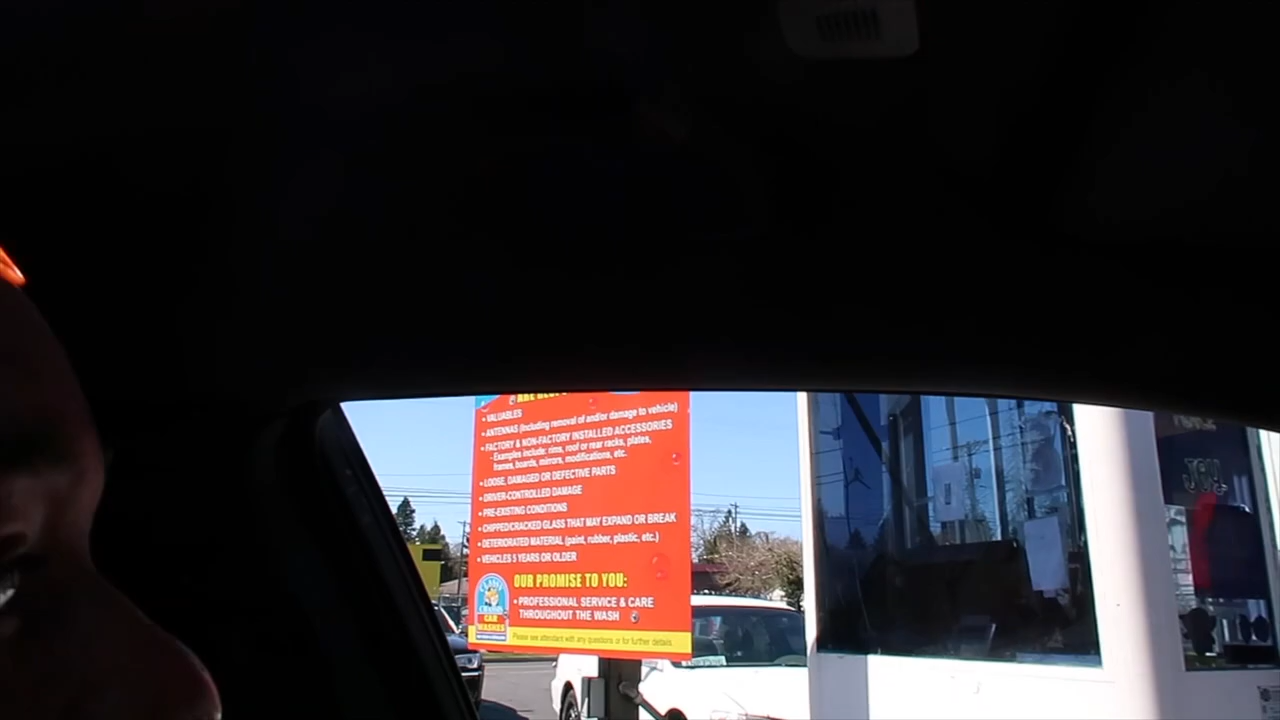 • VALUABLES
• ANTENNAS (Including removal of and/or damage to vehicle)
• FACTORY & NON-FACTORY INSTALLED ACCESSORIES
- Examples include: rims, roof or rear racks, plates,
frames, boards, mirrors, modifications, etc.
• LOOSE, DAMAGED OR DEFECTIVE PARTS
• DRIVER-CONTROLLED DAMAGE
• PRE-EXISTING CONDITIONS
• CHIPPED/CRACKED GLASS THAT MAY EXPAND OR BREAK
• DETERIORATED MATERIAL (paint, rubber, plastic, etc.)
• VEHICLES 5 YEARS OR OLDER
OUR PROMISE TO YOU:
• PROFESSIONAL SERVICE & CARE
THROUGHOUT THE WASH
CLASSY
CHASSIS
CAR
WASHES
Please see attendant with any questions or for further details.